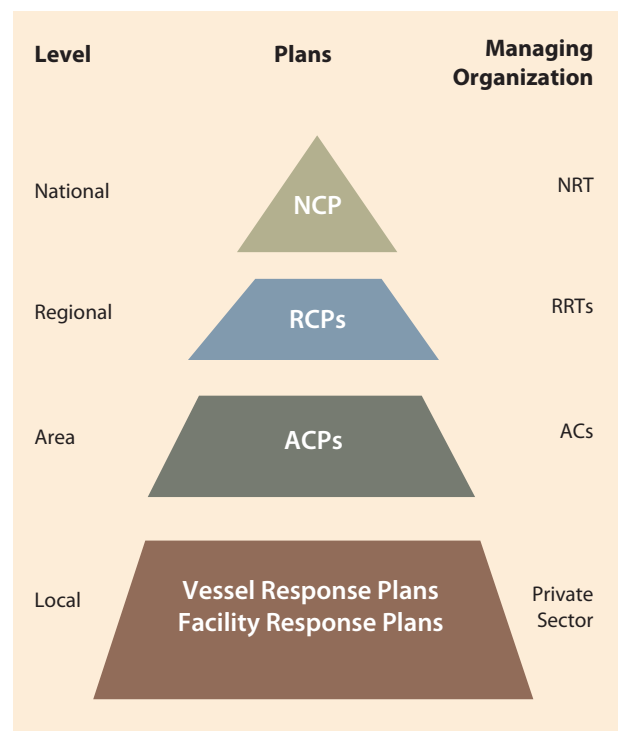 Level
Plans
Managing
Organization
National
NCP
NRT
Regional
RCPs
RRTs
Area
ACPs
ACs
Local
Vessel Response Plans
Facility Response Plans
Private
Sector